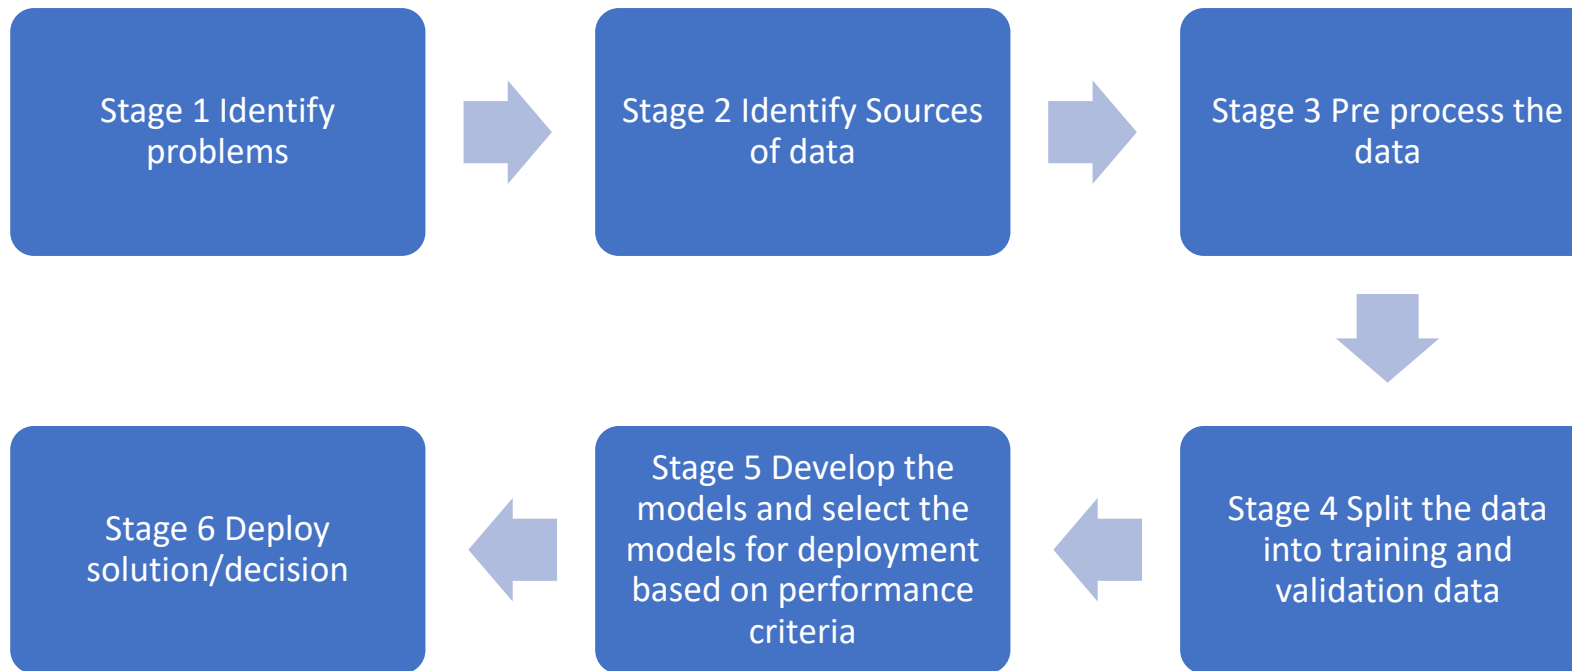 Stage 1 Identify
problems
Stage 2 Identify Sources
of data
Stage 3 Pre process the
data
Stage 4 Split the data
into training and
validation data
Stage 5 Develop the
models and select the
models for deployment
based on performance
criteria
Stage 6 Deploy
solution/decision